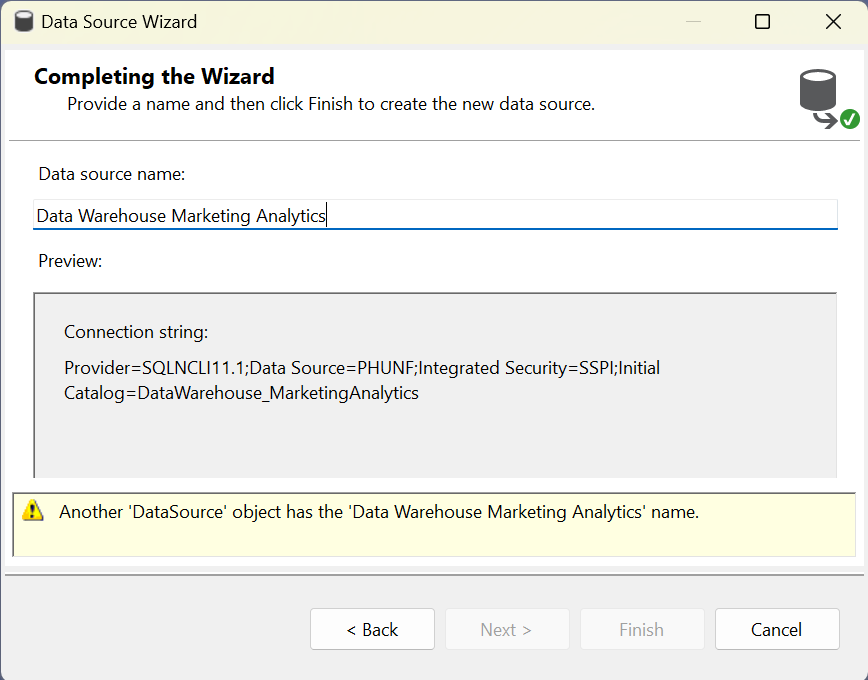 Data Source Wizard
Completing the Wizard
Provide a name and then click Finish to create the new data source.
Data source name:
Data Warehouse Marketing Analytics
Preview:
Connection string:
Provider=SQLNCLI11.1;Data Source=PHUNF;Integrated Security=SSPI;Initial
Catalog=DataWarehouse_MarketingAnalytics
Another 'DataSource' object has the 'Data Warehouse Marketing Analytics' name.
< Back
Next >
Finish
Cancel